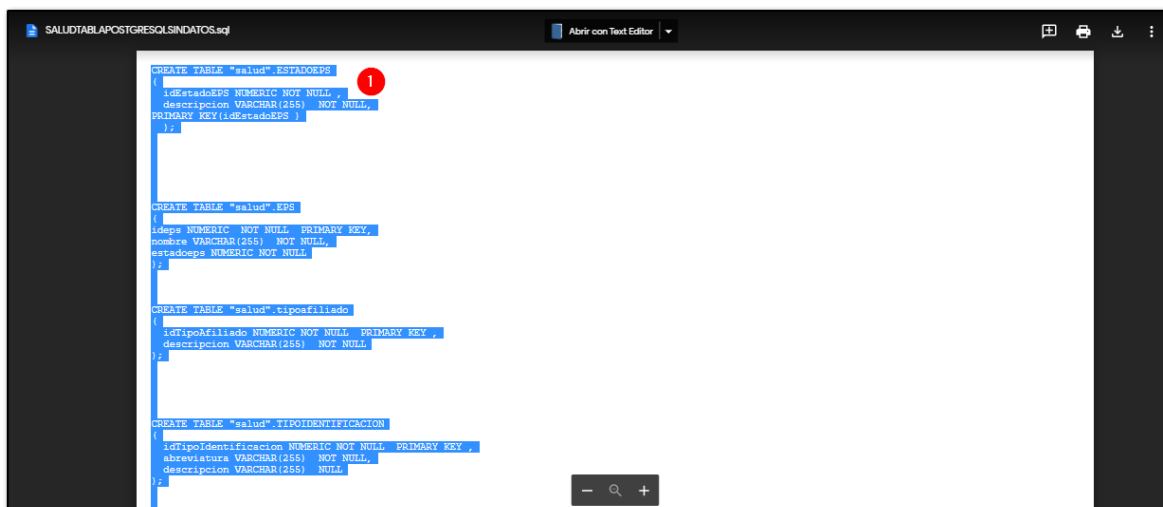 SALUDTABLAPOSTGRESQLSINDATOS.sql
Abrir con Text Editor
CREATE TABLE "salud".ESTADOEPS
1
(
idEstadoEPS NUMERIC NOT NULL ,
descripcion VARCHAR(255)  NOT NULL,
PRIMARY KEY(idEstadoEPS )
);
CREATE TABLE "salud".EPS
(
ideps NUMERIC  NOT NULL  PRIMARY KEY,
nombre VARCHAR(255)  NOT NULL,
estadoeps NUMERIC NOT NULL
);
CREATE TABLE "salud".tipoafiliado
(
idTipoAfiliado NUMERIC NOT NULL  PRIMARY KEY ,
descripcion VARCHAR(255)  NOT NULL
);
CREATE TABLE "salud".TIPOIDENTIFICACION
(
idTipoIdentificacion NUMERIC NOT NULL  PRIMARY KEY ,
abreviatura VARCHAR(255)  NOT NULL,
descripcion VARCHAR(255)  NULL
);